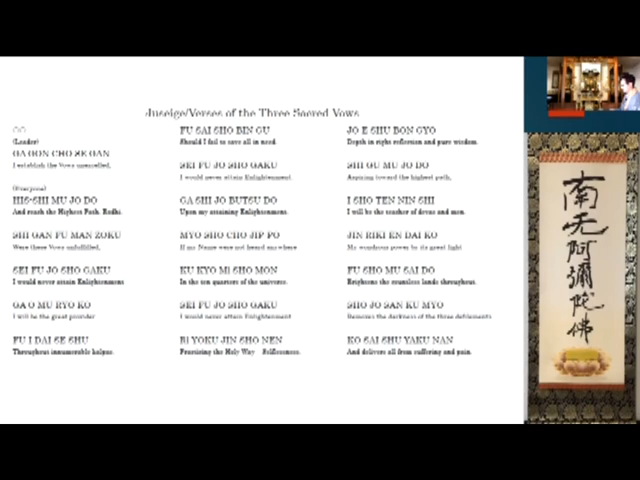 Juseige/Verses of the Three Sacred Vows
(Leader)
GA GON CHO SE GAN
I establish the Vows unexcelled,
(Everyone)
HIS-SHI MU JO DO
And reach the Highest Path, Bodhi.
SHI GAN FU MAN ZOKU
Were these Vows unfulfilled,
SEI FU JO SHO GAKU
I would never attain Enlightenment
GA O MU RYO KO
I will be the great provider
FU I DAI SE SHU
Throughout innumerable kalpas.
FU SAI SHO BIN GU
Should I fail to save all in need.
SEI FU JO SHO GAKU
I would never attain Enlightenment.
GA SHI JO BUTSU DO
Upon my attaining Enlightenment.
MYO SHO CHO JIP PO
If my Name were not heard anywhere
KU KYO MI SHO MON
In the ten quarters of the universe.
SEI FU JO SHO GAKU
I would never attain Enlightenment
RI YOKU JIN SHO NEN
Practicing the Holy Way Selflessness.
JO E SHU BON GYO
Depth in right reflection and pure wisdom.
SHI GU MU JO DO
Aspiring toward the highest path,
I SHO TEN NIN SHI
I will be the teacher of devas and men.
JIN RIKI EN DAI KO
My wondrous power by its great light
FU SHO MU SAI DO
Brightens the countless lands throughout.
SHO JO SAN KU MYO
Removes the darkness of the three defilements
KO SAI SHU YAKU NAN
And delivers all from suffering and pain.
南无阿彌陀佛